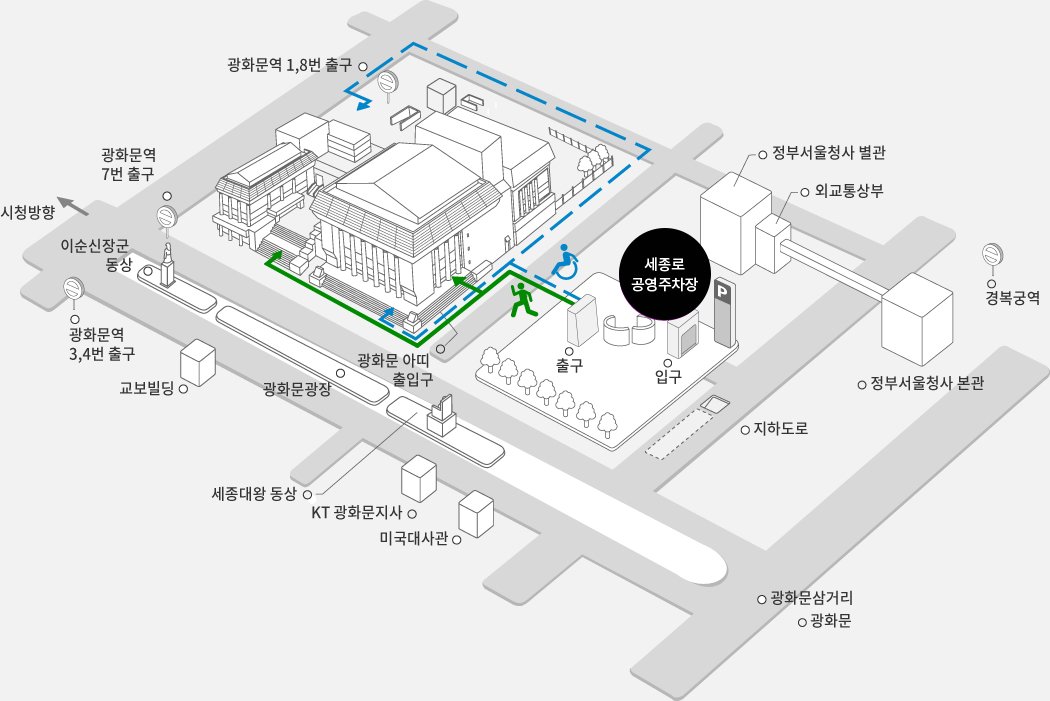 광화문역 1,8번 출구
광화문역
7번 출구
시청방향
이순신장군
동상
광화문역
3,4번 출구
교보빌딩
광화문광장
광화문 아띠
출입구
세종대왕 동상
KT 광화문지사
미국대사관
정부서울청사 별관
외교통상부
세종로
공영주차장
P
출구
입구
경복궁역
정부서울청사 본관
지하도로
광화문삼거리
광화문